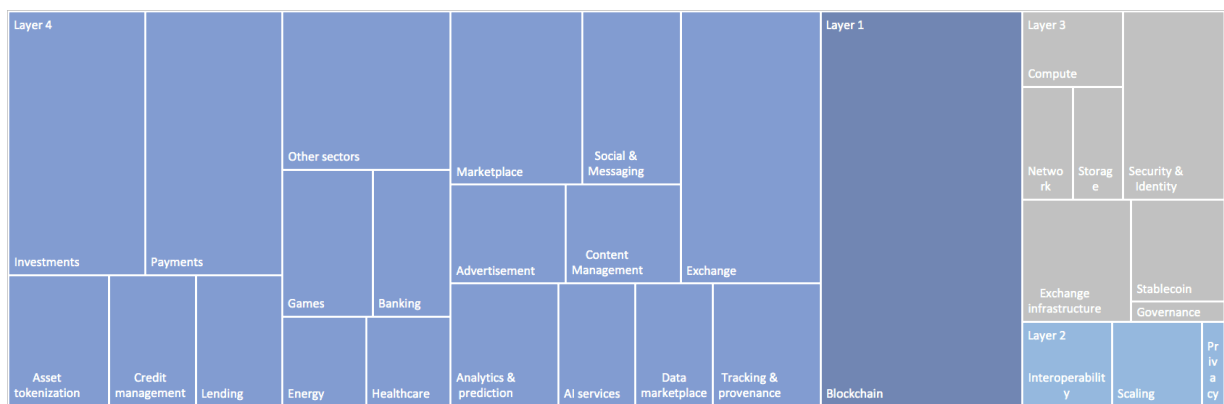 Layer 4
Investments
Payments
Other sectors
Marketplace
Social &
Messaging
Exchange
Games
Banking
Advertisement
Content
Management
Asset
tokenization
Credit
management
Lending
Energy
Healthcare
Analytics &
prediction
AI services
Data
marketplace
Tracking &
provenance
Layer 1
Blockchain
Layer 3
Compute
Netwo
rk
Storag
e
Security &
Identity
Exchange
infrastructure
Stablecoin
Governance
Layer 2
Interoperabilit
y
Scaling
Pr
iv
a
cy